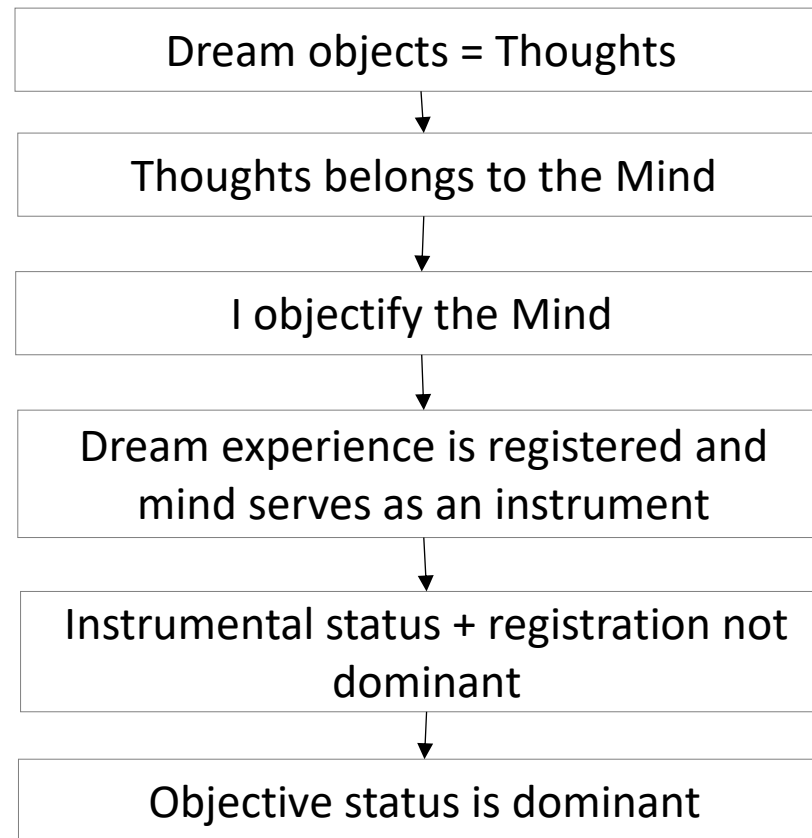 Dream objects = Thoughts
Thoughts belongs to the Mind
I objectify the Mind
Dream experience is registered and
mind serves as an instrument
Instrumental status + registration not
dominant
Objective status is dominant